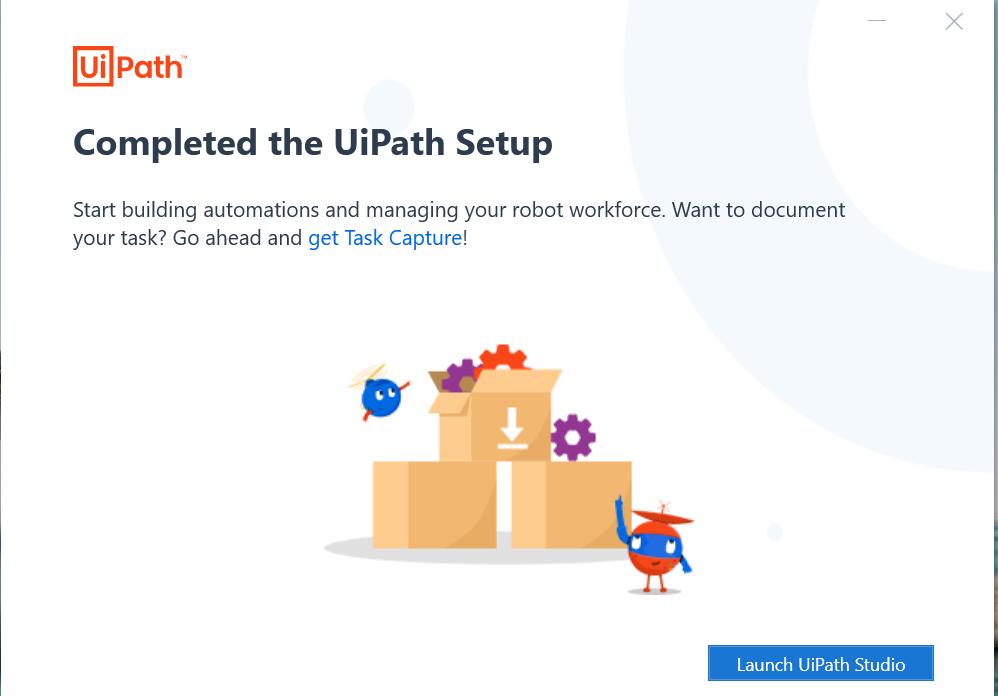 UiPath™
Completed the UiPath Setup
Start building automations and managing your robot workforce. Want to document
your task? Go ahead and get Task Capture!
Launch UiPath Studio